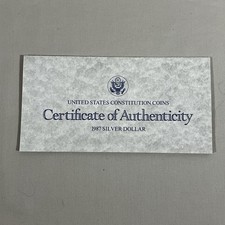 UNITED STATES CONSTITUTION COINS
Certificate of Authenticity
1987 SILVER DOLLAR